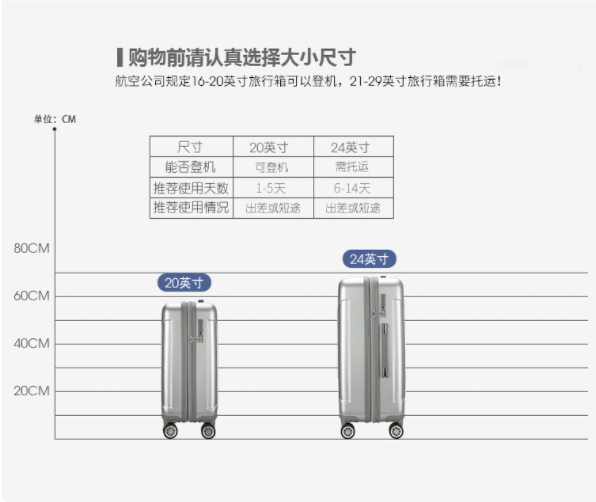 购物前请认真选择大小尺寸
航空公司规定16-20英寸旅行箱可以登机，21-29英寸旅行箱需要托运！
单位：CM
尺寸 20英寸 24英寸
能否登机 可登机 需托运
推荐使用天数 1-5天 6-14天
推荐使用情况 出差或短途 出差或短途
80CM
24英寸
20英寸
60CM
40CM
20CM